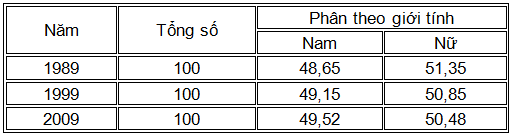 Năm Tổng số Phân theo giới tính
Nam Nữ
1989 100 48,65 51,35
1999 100 49,15 50,85
2009 100 49,52 50,48